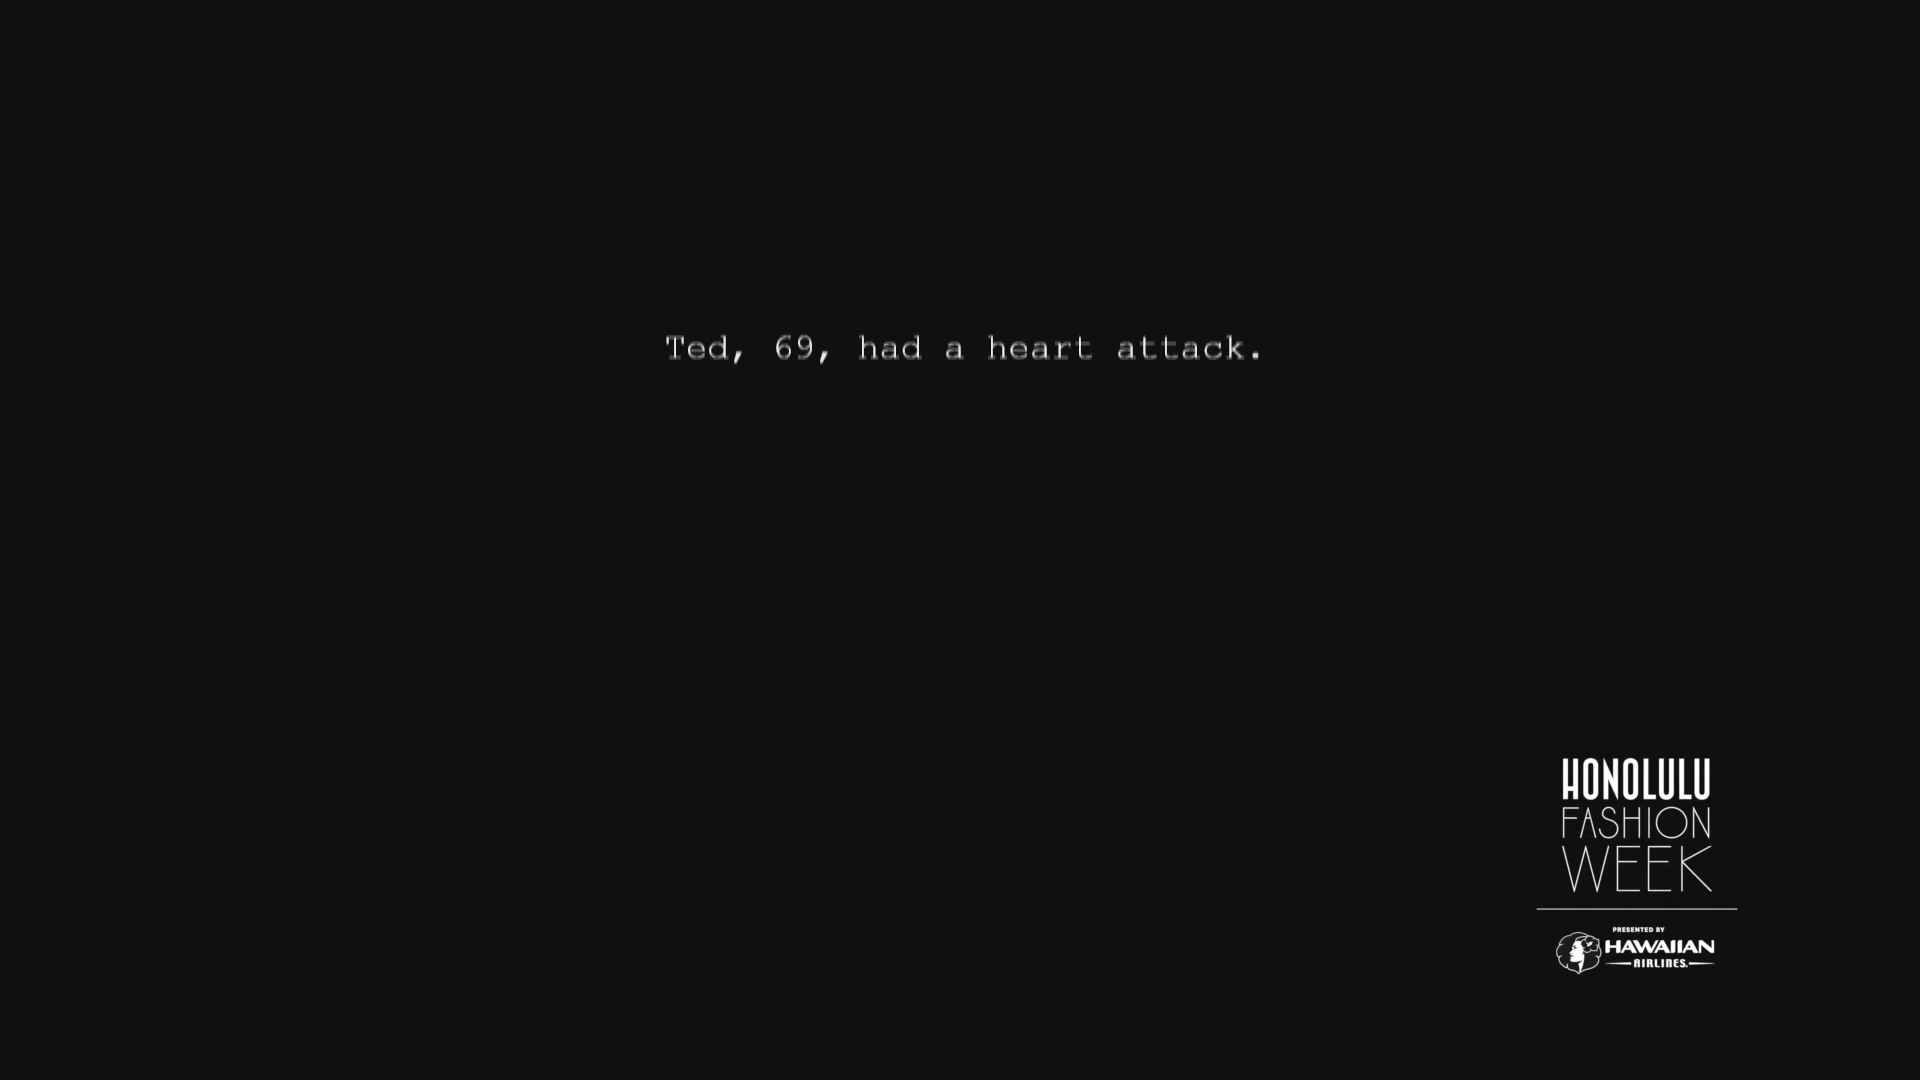 Ted, 69, had a heart attack.
HONOLULU
FASHION
WEEK
PRESENTED BY
HAWAIIAN
AIRLINES.